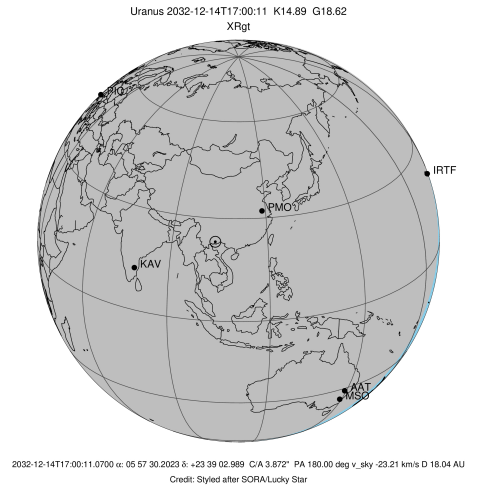 Uranus 2032-12-14T17:00:11 K14.89 G18.62
XRgt
PIC
IRTF
PMO
KAV
AAT
MSO
2032-12-14T17:00:11.0700 α: 05 57 30.2023 δ: +23 39 02.989 C/A 3.872" PA 180.00 deg v_sky -23.21 km/s D 18.04 AU
Credit: Styled after SORA/Lucky Star